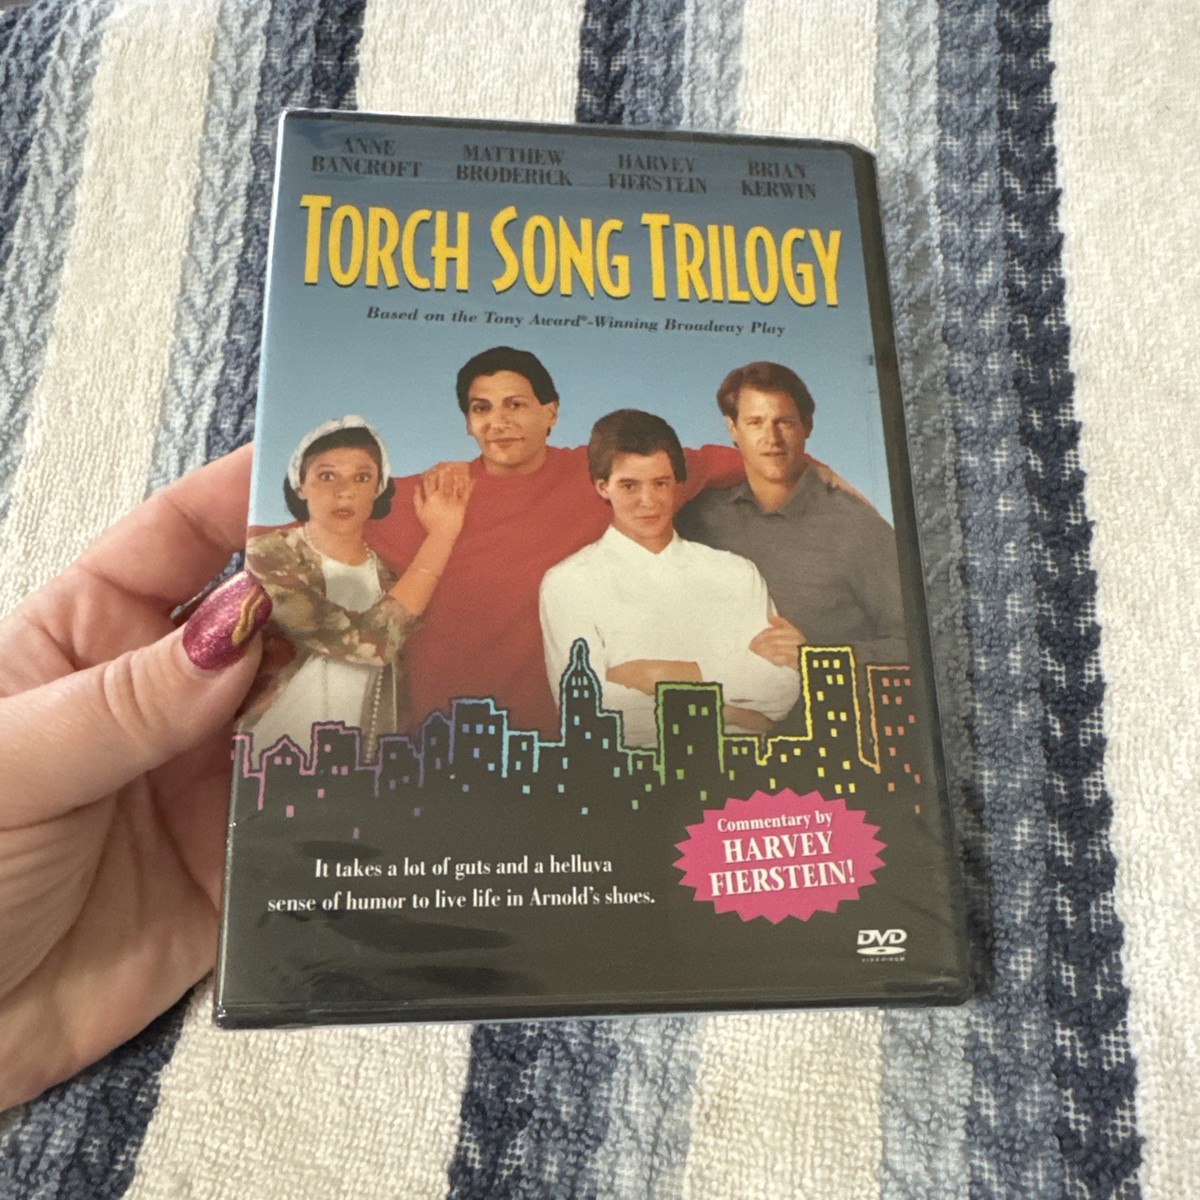 ANNE BANCROFT
MATTHEW BRODERICK
HARVEY FIERSTEIN
BRIAN KERWIN
TORCH SONG TRILOGY
Based on the Tony Award®-Winning Broadway Play
Commentary by
HARVEY
FIERSTEIN!
It takes a lot of guts and a helluva
sense of humor to live life in Arnold's shoes.
DVD
VIDEO